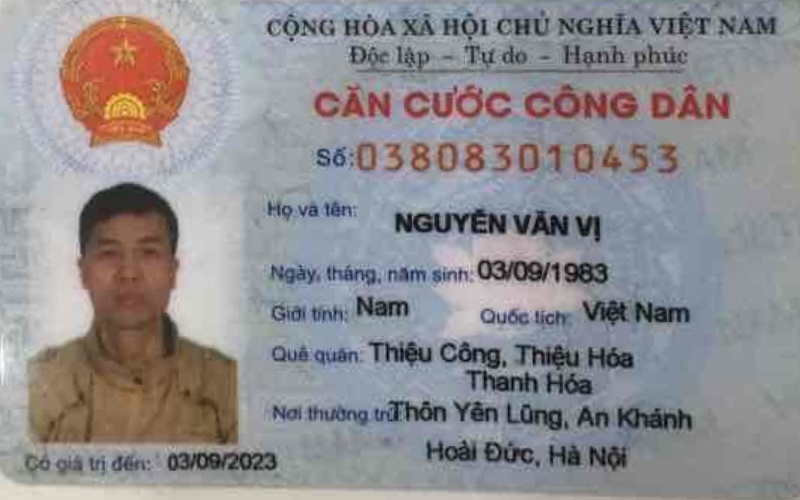 CỘNG HÒA XÃ HỘI CHỦ NGHĨA VIỆT NAM
Độc lập - Tự do - Hạnh phúc
CĂN CƯỚC CÔNG DÂN
Số: 038083010453
Họ và tên: NGUYỄN VĂN VỊ
Ngày, tháng, năm sinh: 03/09/1983
Giới tính: Nam Quốc tịch: Việt Nam
Quê quán: Thiệu Công, Thiệu Hóa
Thanh Hóa
Nơi thường trú: Thôn Yên Lũng, An Khánh
Hoài Đức, Hà Nội
Có giá trị đến: 03/09/2023